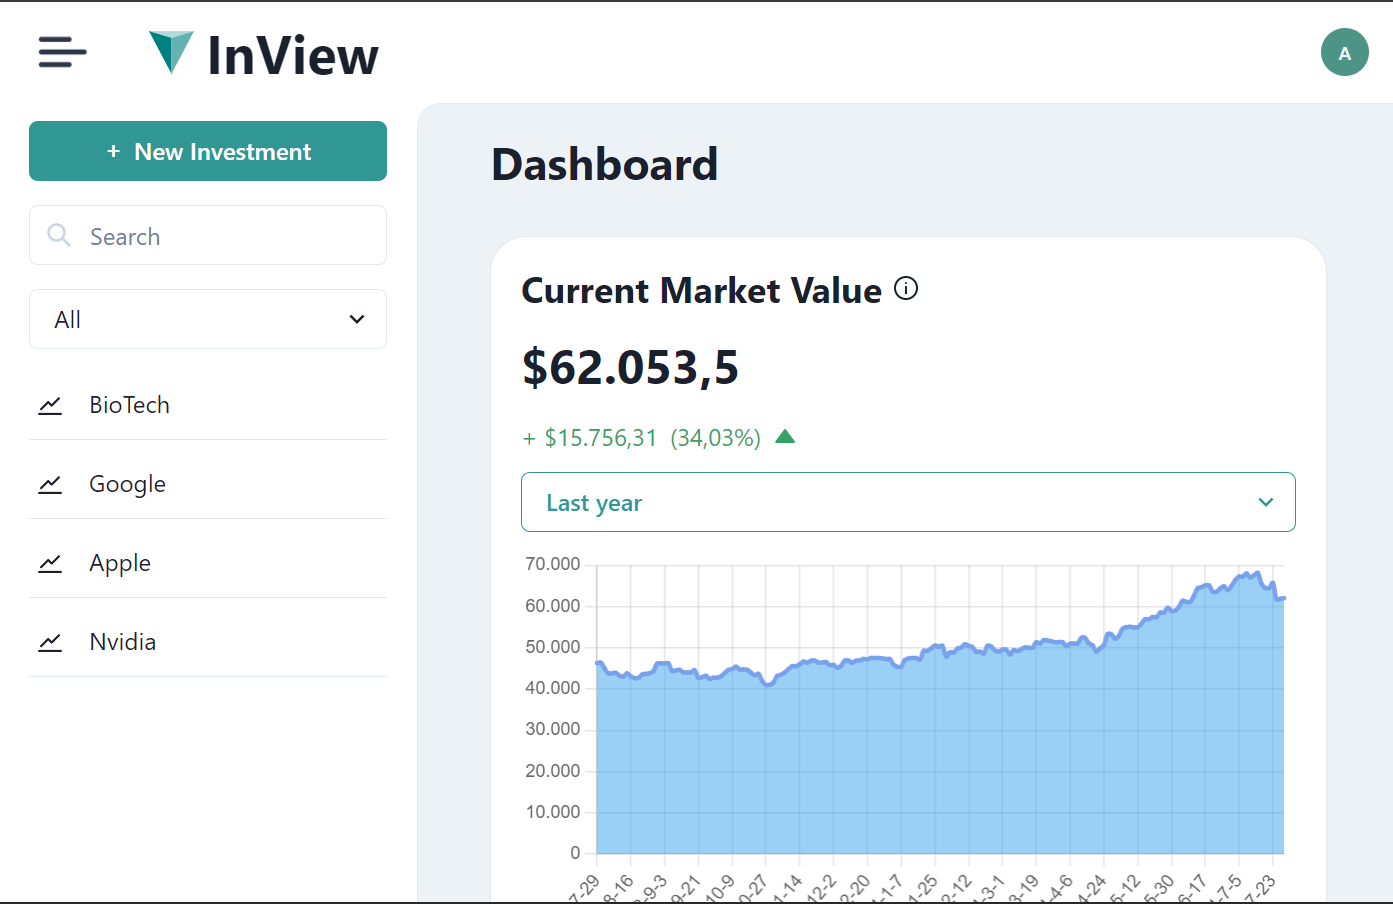 InView
A
+ New Investment
Search
All
BioTech
Google
Apple
Nvidia
Dashboard
Current Market Value
$62.053,5
+ $15.756,31 (34,03%)
Last year
70.000
60.000
50.000
40.000
30.000
20.000
10.000
0
7-29
8-16
-9-3
9-21
10-9
0-27
1-14
12-2
2-20
1-1-7
1-25
2-12
1-3-1
3-19
4-4-6
4-24
5-12
5-30
6-17
1-7-5
7-23